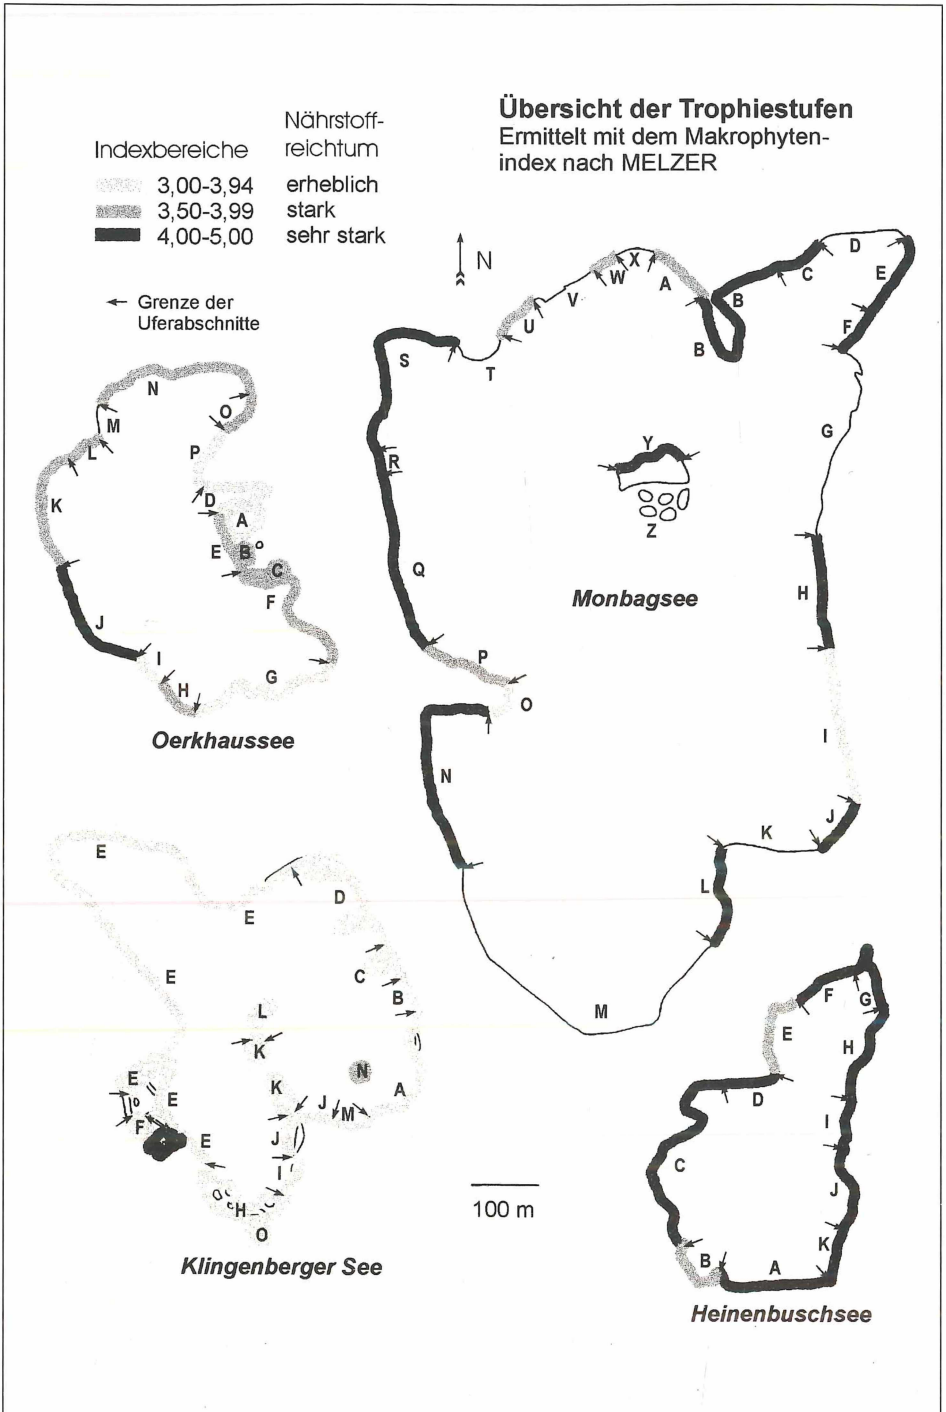 Übersicht der Trophiestufen
Ermittelt mit dem Makrophyten-
index nach MELZER
Nährstoff-
Indexbereiche reichtum
3,00-3,94 erheblich
3,50-3,99 stark
4,00-5,00 sehr stark
N
Grenze der
Uferabschnitte
N
O
M
L
P
K
D
A
E
B
C
F
J
I
H
G
Oerkhaussee
D
X
W
A
C
E
V
B
U
F
S
B
T
G
Y
R
Z
Q
H
Monbagsee
P
O
I
N
J
K
L
M
E
D
E
E
C
B
L
K
N
E
K
A
E
J
M
F
E
J
I
H
O
Klingenberger See
100 m
F
G
E
H
D
I
C
J
K
B
A
Heinenbuschsee